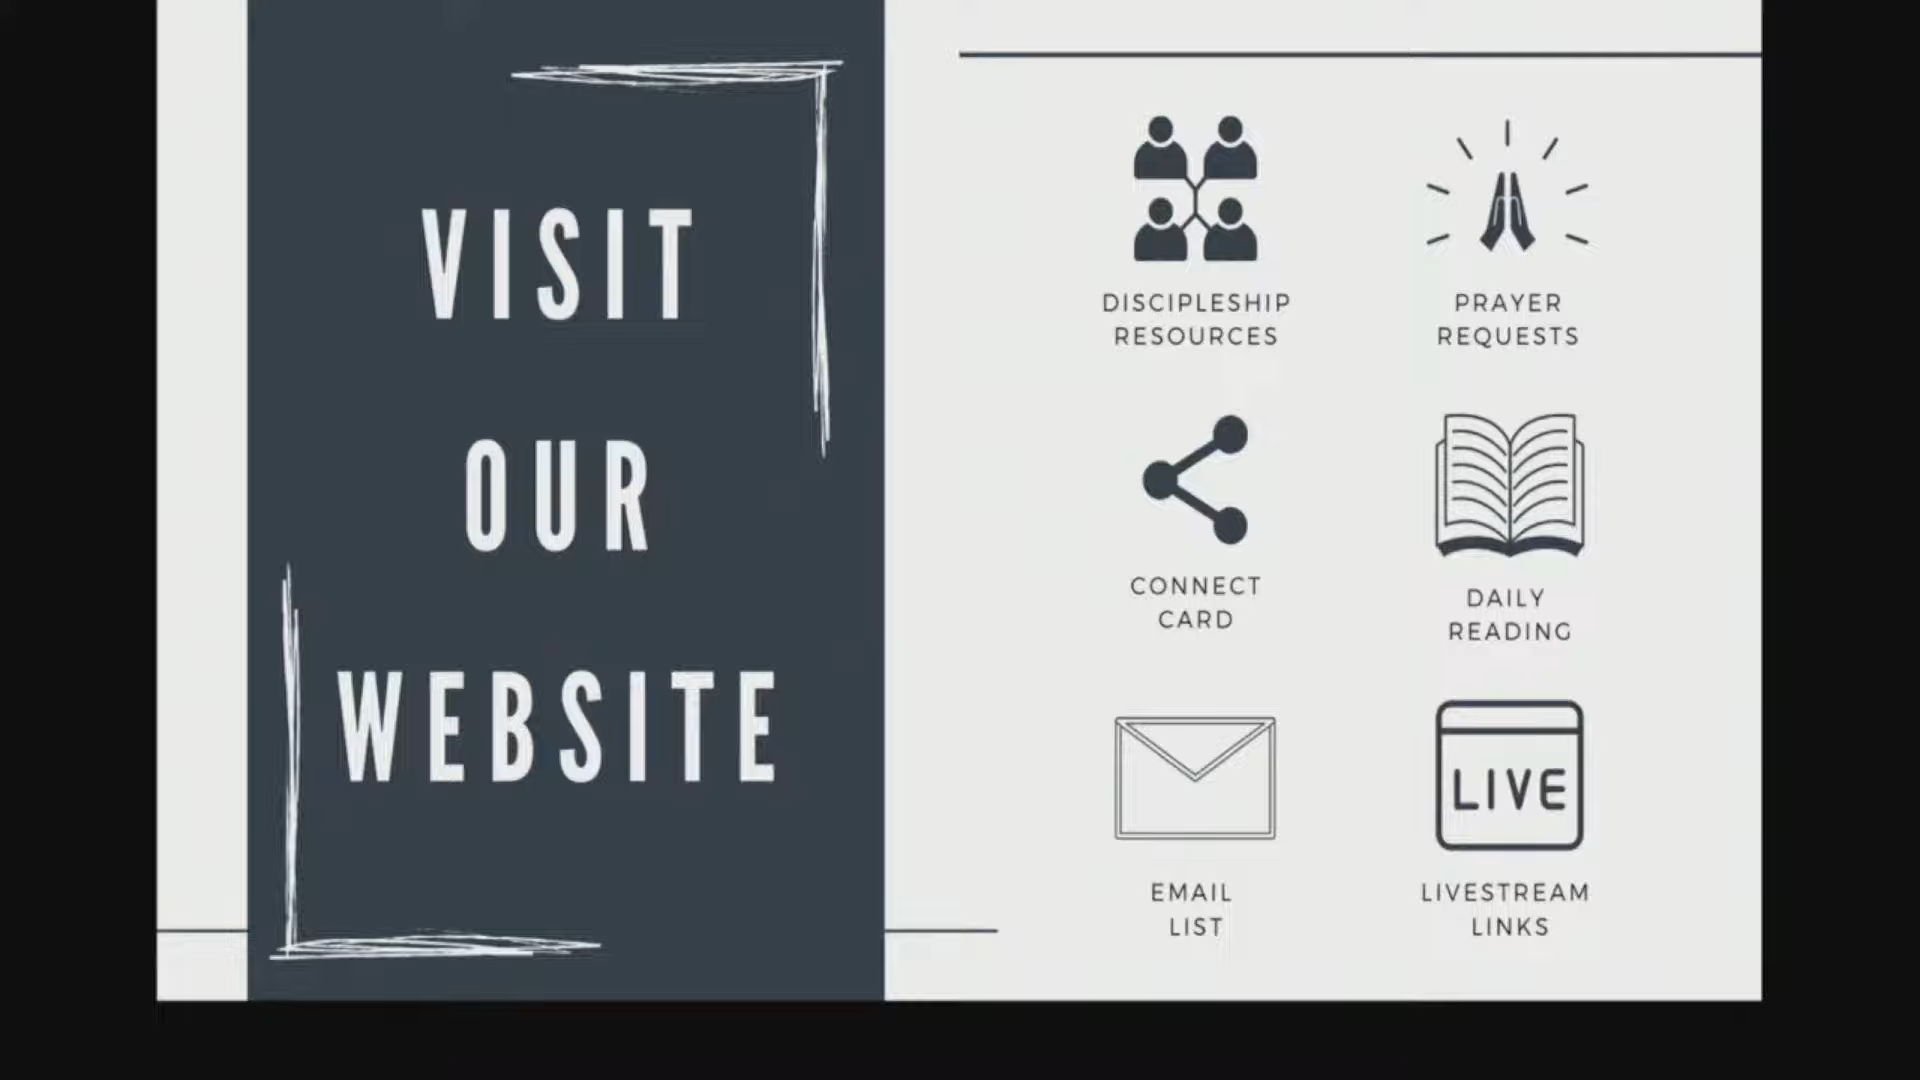 VISIT
OUR
WEBSITE
DISCIPLESHIP
RESOURCES
PRAYER
REQUESTS
CONNECT
CARD
DAILY
READING
EMAIL
LIST
LIVE
LIVESTREAM
LINKS